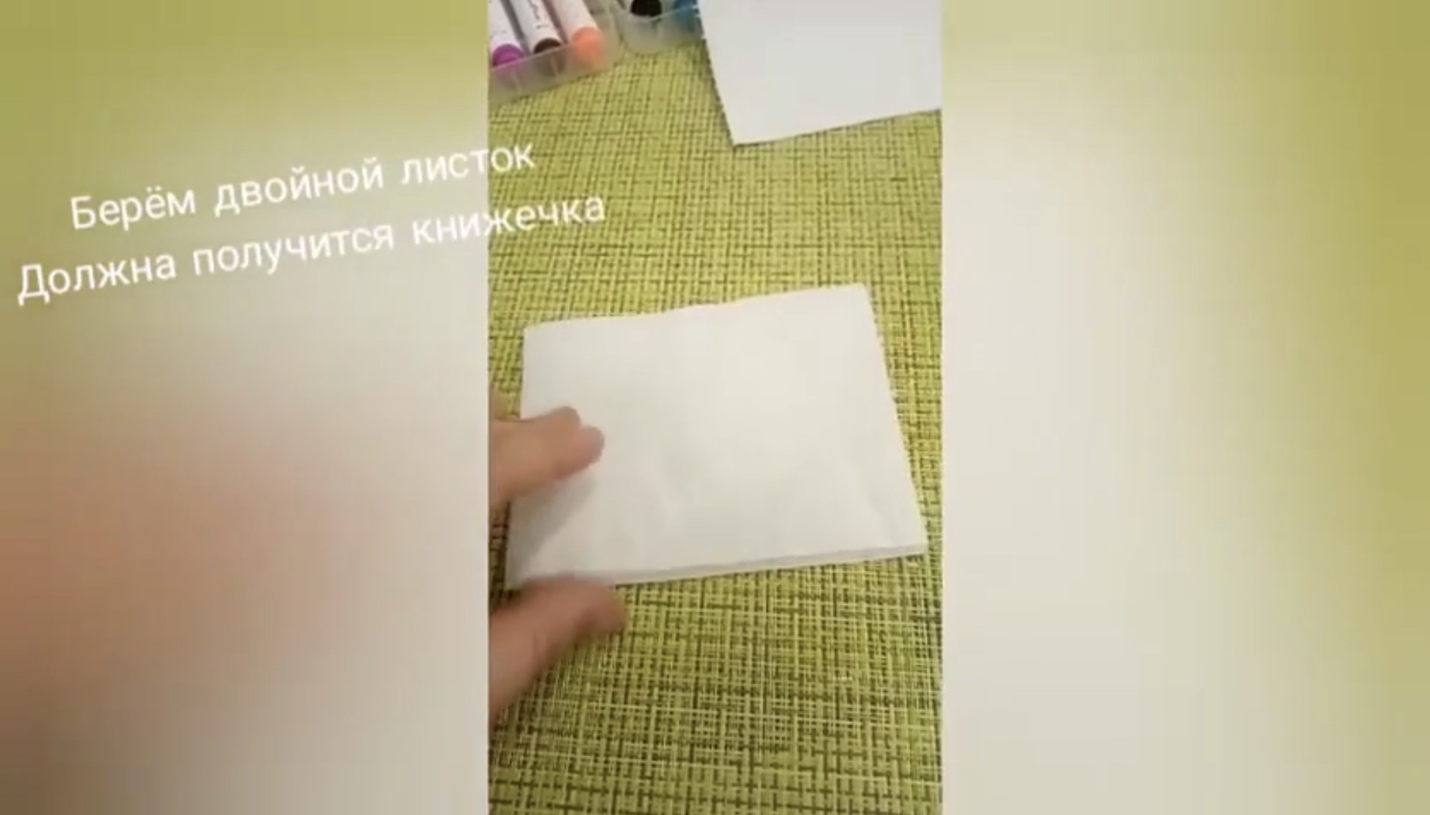 Берём двойной листок
Должна получится книжечка